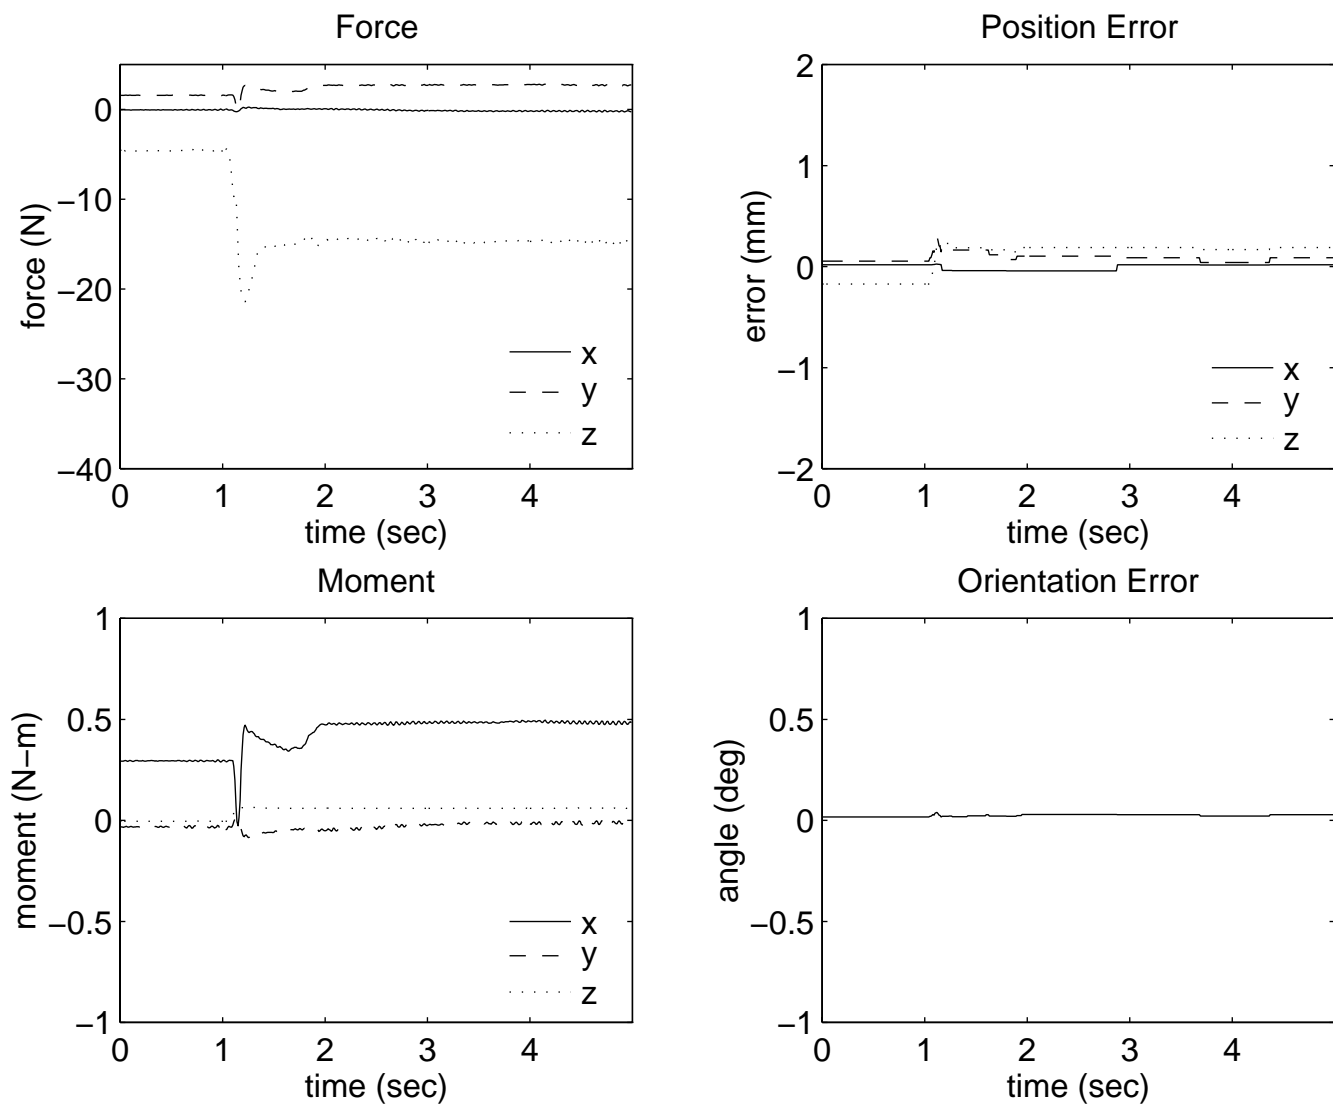 Force
5
0
−10
−20
−30
−40
force (N)
x
y
z
0 1 2 3 4
time (sec)
Position Error
2
1
0
−1
−2
error (mm)
x
y
z
0 1 2 3 4
time (sec)
Moment
1
0.5
0
−0.5
−1
moment (N−m)
x
y
z
0 1 2 3 4
time (sec)
Orientation Error
1
0.5
0
−0.5
−1
angle (deg)
0 1 2 3 4
time (sec)